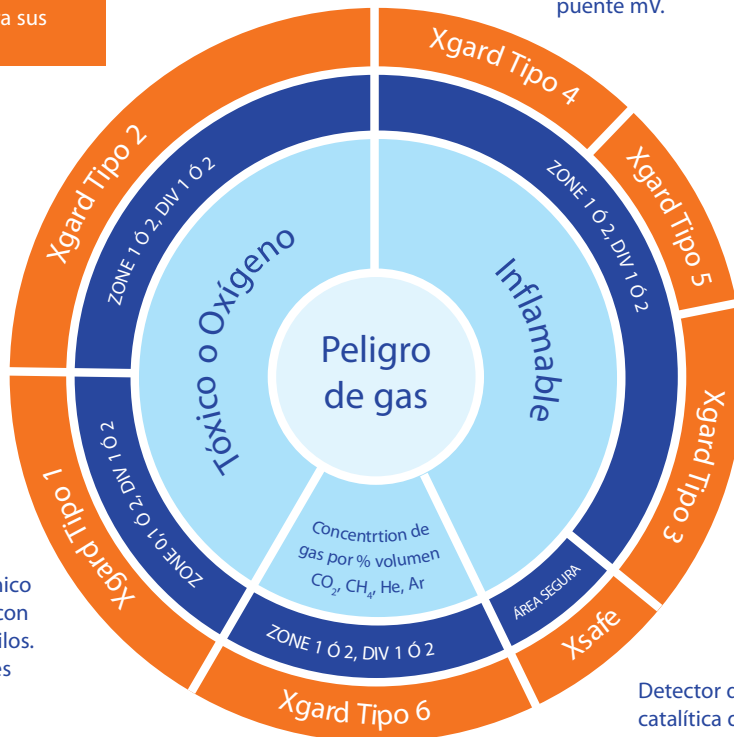 a sus
puente mV.
Xgard Tipo 4
Xgard Tipo 2
Xgard Tipo 5
ZONE 1 Ó 2, DIV 1 Ó 2
ZONE 1 Ó 2, DIV 1 Ó 2
Tóxico o Oxígeno
Inflamable
Peligro
de gas
Xgard Tipo 3
Xgard Tipo 1
ZONE 0,1 Ó 2, DIV 1 Ó 2
Concentrtion de
gas por % volumen
CO₂, CH₄, He, Ar
ÁREA SEGURA
Xsafe
ZONE 1 Ó 2, DIV 1 Ó 2
Xgard Tipo 6
nico
con
ilos.
es
Detector d
catalítica d